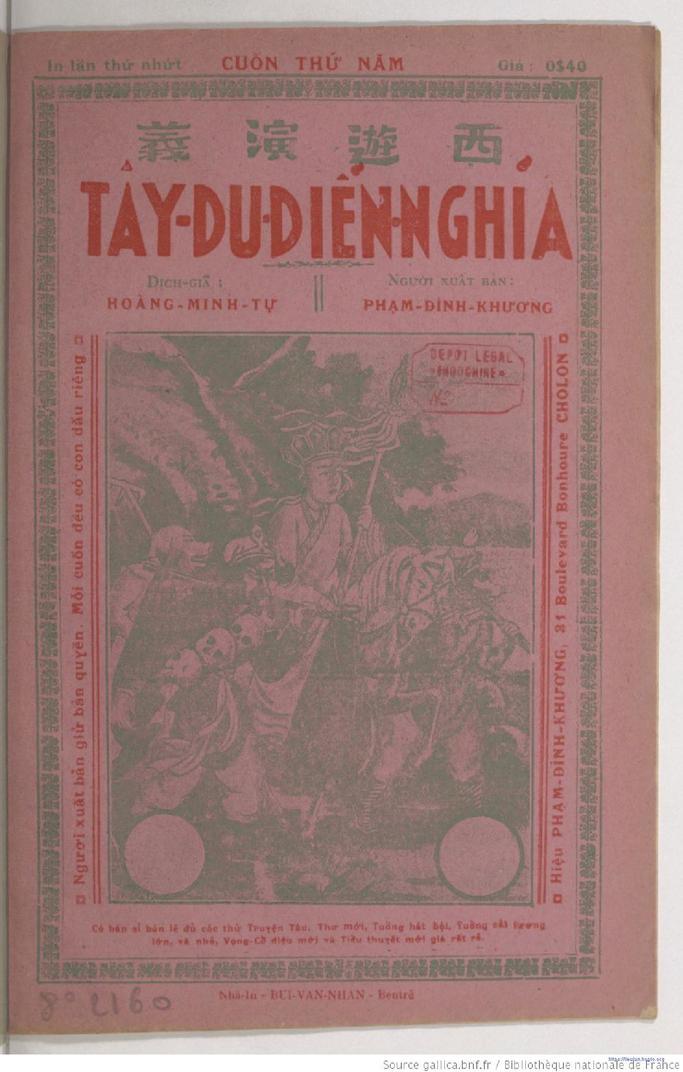 In lần thứ nhứt CUỐN THỨ NĂM Giá : 0$40
義演遊西
TÂY-DU-DIỄN-NGHĨA
DỊCH-GIẢ : NGƯỜI XUẤT BẢN :
HOÀNG-MINH-TỰ PHẠM-ĐÌNH-KHƯƠNG
Người xuất bản giữ bản quyền. Mỗi cuốn đều có con dấu riêng
DEPOT LEGAL
INDOCHINE
No
Hiệu PHẠM-ĐÌNH-KHƯƠNG, 31 Boulevard Bonhoure CHOLON
Có bán sỉ bán lẻ đủ các thứ Truyện Tàu, Thơ mới, Tuồng hát bội, Tuồng cải lương
lớn, và nhỏ, Vọng-Cổ điệu mới và Tiểu thuyết mới giá rất rẻ.
Nhà-In - BUI-VAN-NHAN - Bentré
8° 2160
Source gallica.bnf.fr / Bibliothèque nationale de France